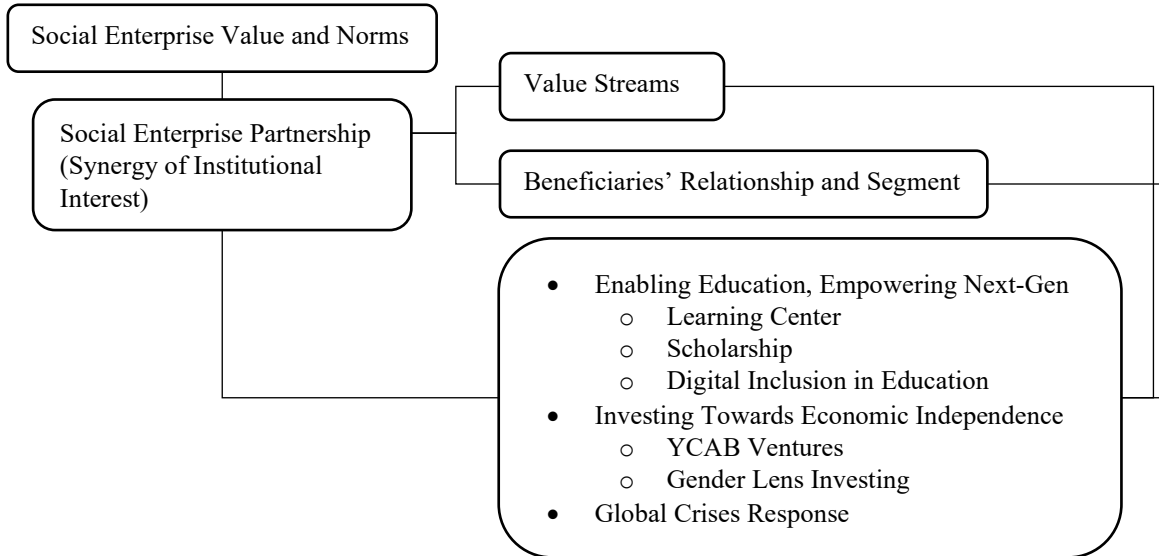 Social Enterprise Value and Norms
Social Enterprise Partnership
(Synergy of Institutional
Interest)
Value Streams
Beneficiaries’ Relationship and Segment
• Enabling Education, Empowering Next-Gen
o Learning Center
o Scholarship
o Digital Inclusion in Education
• Investing Towards Economic Independence
o YCAB Ventures
o Gender Lens Investing
• Global Crises Response